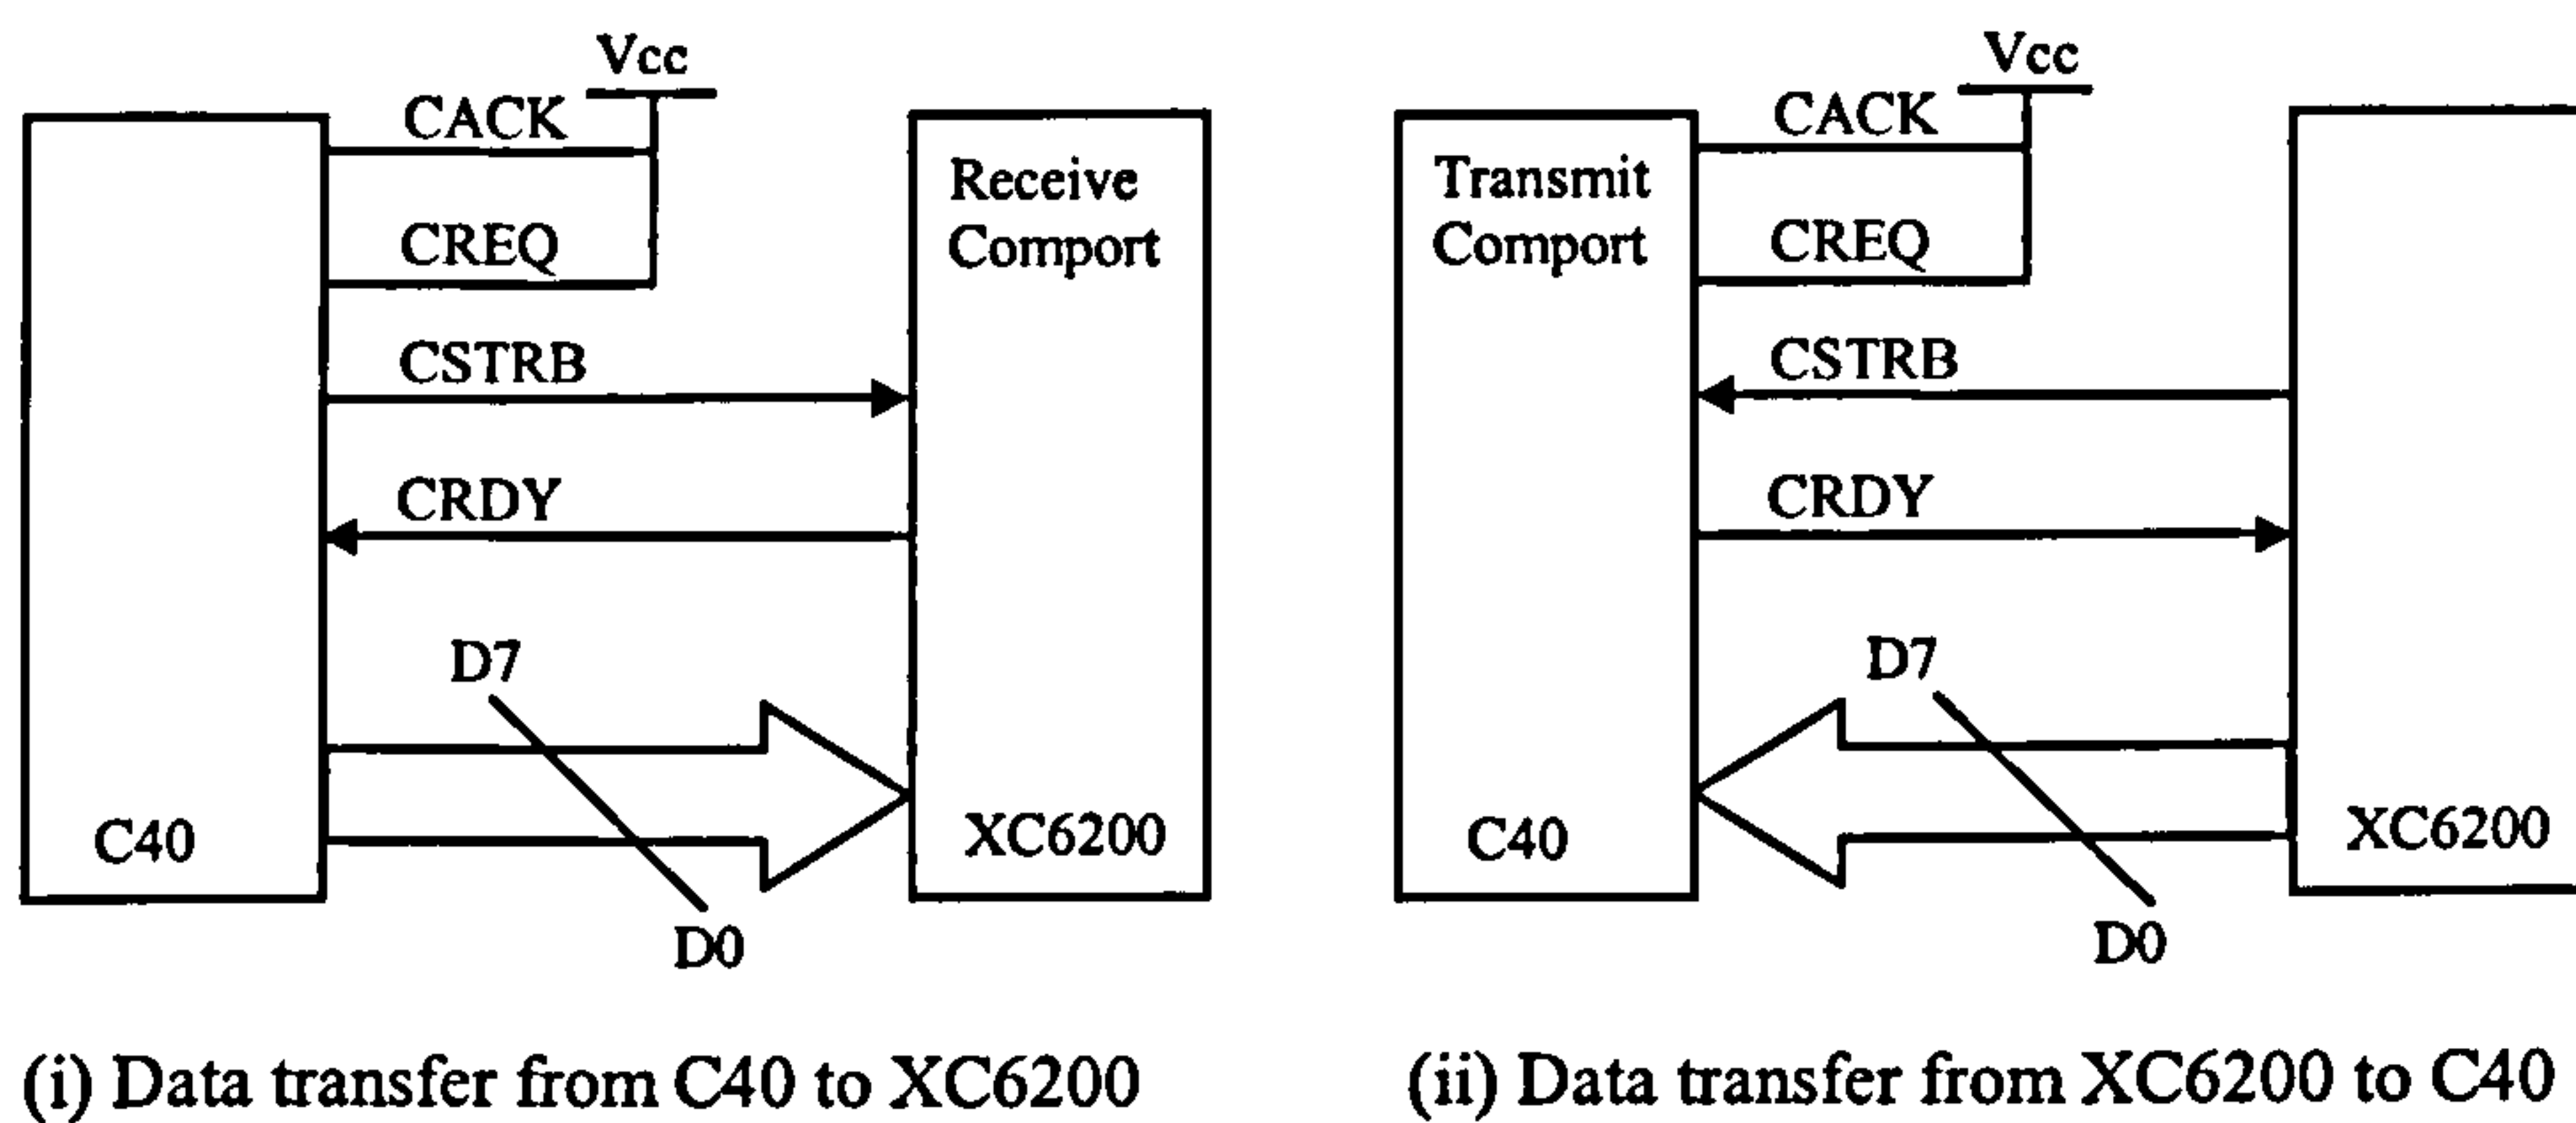 Vcc
CACK
CREQ
CSTRB
CRDY
Receive
Comport
D7
D0
C40
XC6200
(i) Data transfer from C40 to XC6200
Vcc
CACK
CREQ
CSTRB
CRDY
Transmit
Comport
D7
D0
C40
XC6200
(ii) Data transfer from XC6200 to C40